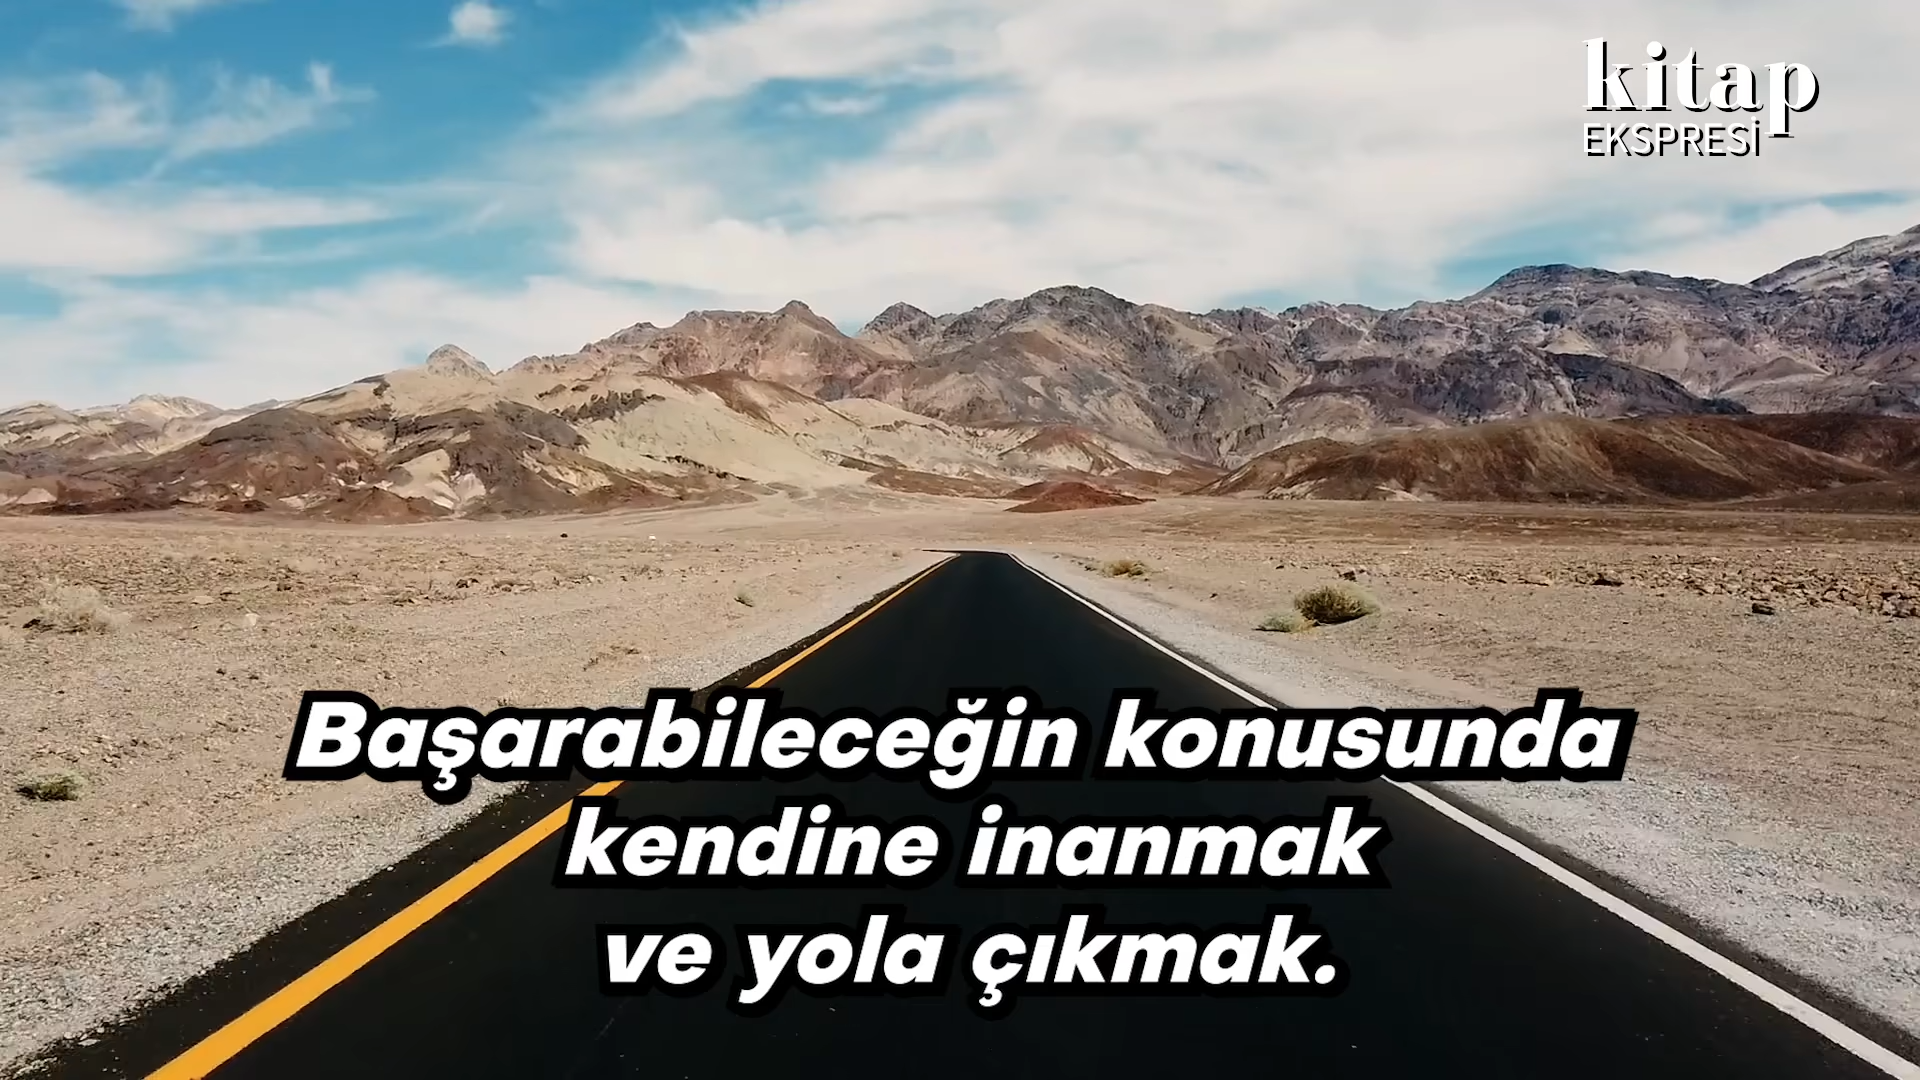 kitap
EKSPRESİ
Başarabileceğin konusunda
kendine inanmak
ve yola çıkmak.